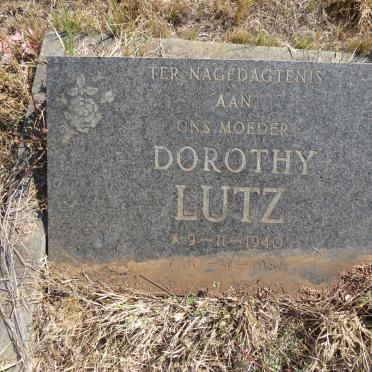 TER NAGEDAGTENIS
AAN
ONS MOEDER
DOROTHY
LUTZ
* 9-11-1940